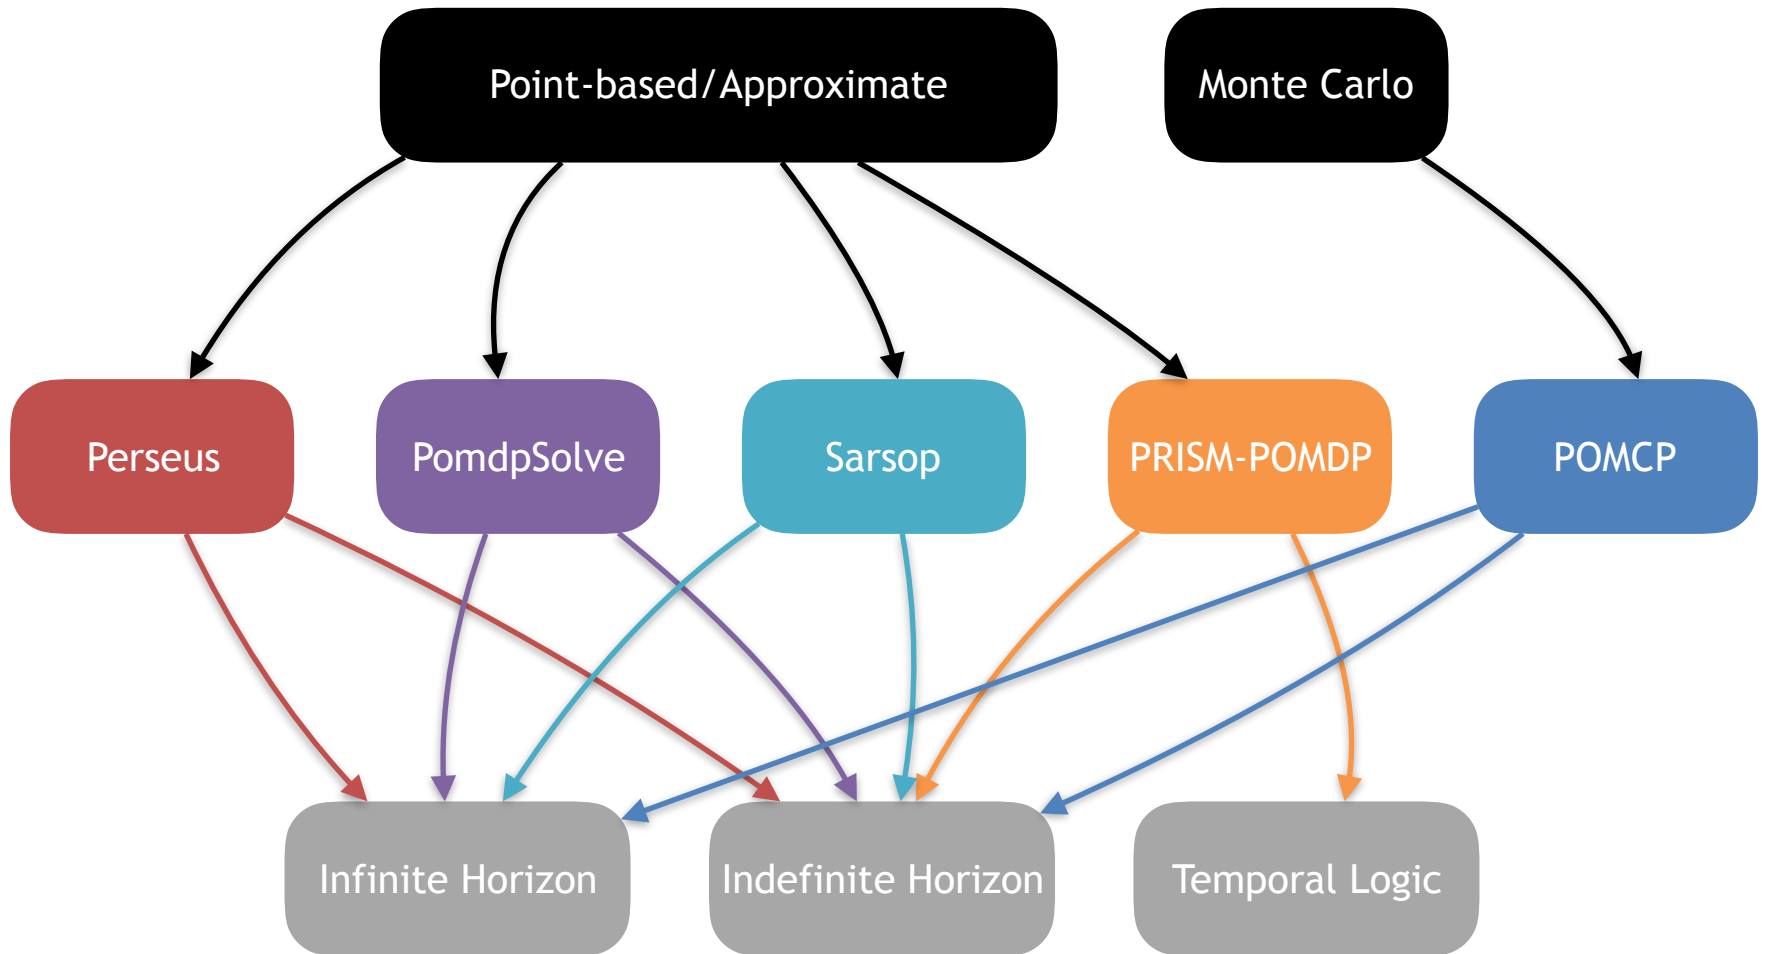 Point-based/Approximate
Monte Carlo
Perseus
PomdpSolve
Sarsop
PRISM-POMDP
POMCP
Infinite Horizon
Indefinite Horizon
Temporal Logic